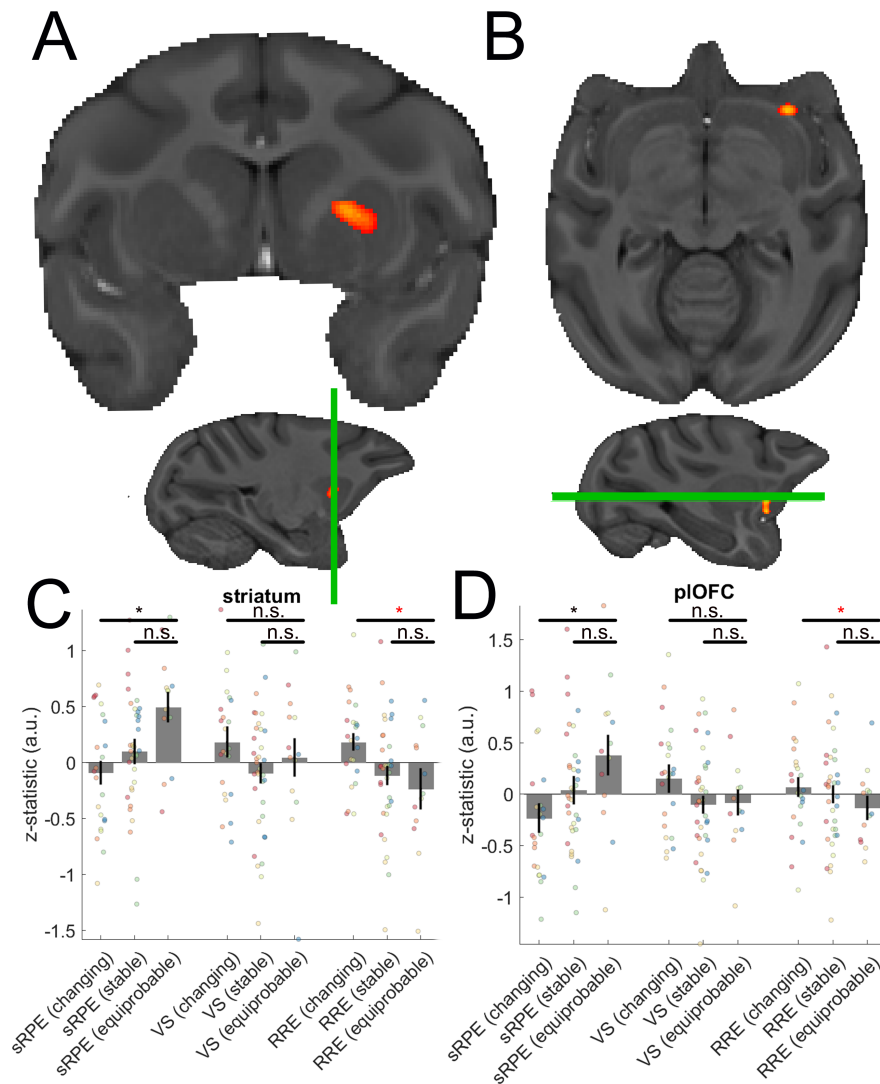 A
B
C
striatum
*
n.s.
n.s.
n.s.
*
n.s.
z-statistic (a.u.)
1
0.5
0
-0.5
-1
-1.5
sRPE (changing)
sRPE (stable)
sRPE (equiprobable)
VS (changing)
VS (stable)
VS (equiprobable)
RRE (changing)
RRE (stable)
RRE (equiprobable)
D
plOFC
*
n.s.
n.s.
n.s.
*
n.s.
z-statistic (a.u.)
1.5
1
0.5
0
-0.5
-1
sRPE (changing)
sRPE (stable)
sRPE (equiprobable)
VS (changing)
VS (stable)
VS (equiprobable)
RRE (changing)
RRE (stable)
RRE (equiprobable)